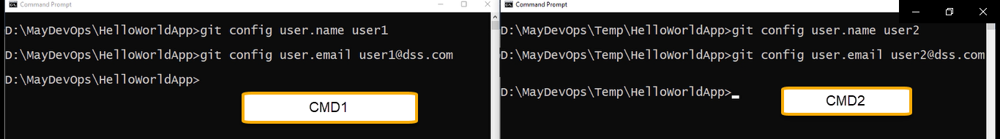 Command Prompt
D:\MayDevOps\HelloWorldApp>git config user.name user1
D:\MayDevOps\HelloWorldApp>git config user.email user1@dss.com
D:\MayDevOps\HelloWorldApp>
CMD1
Command Prompt
D:\MayDevOps\Temp\HelloWorldApp>git config user.name user2
D:\MayDevOps\Temp\HelloWorldApp>git config user.email user2@dss.com
D:\MayDevOps\Temp\HelloWorldApp>
CMD2